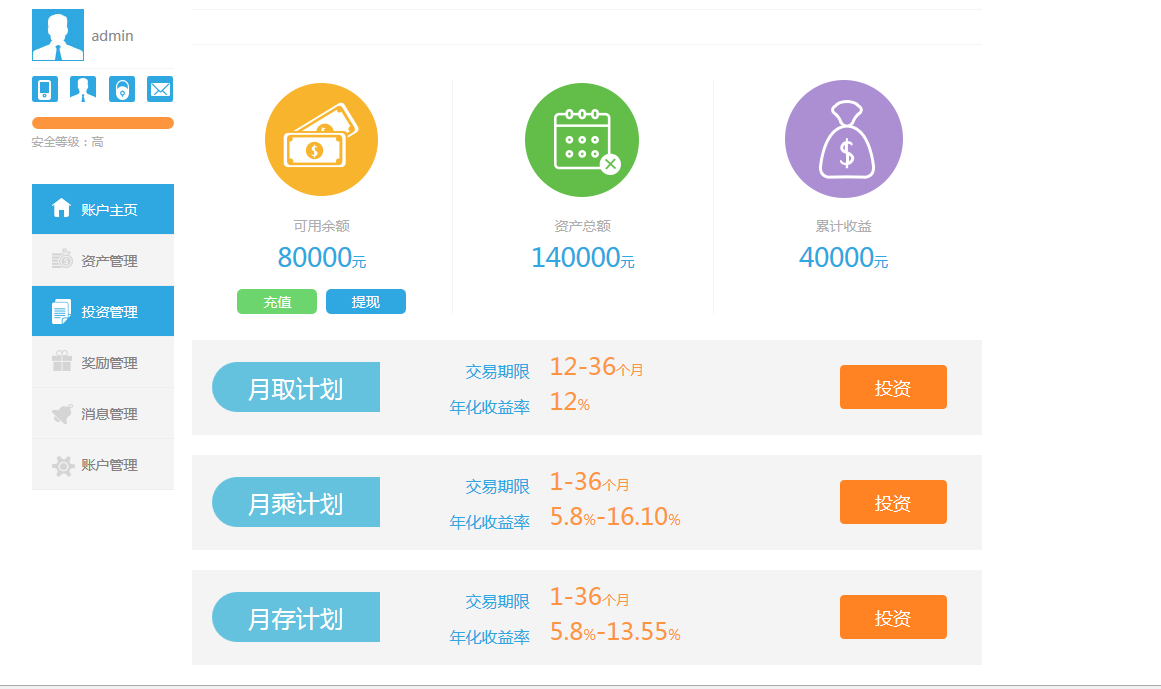 admin
安全等级：高
账户主页
资产管理
投资管理
奖励管理
消息管理
账户管理
可用余额
80000元
充值 提现
资产总额
140000元
累计收益
40000元
月取计划
交易期限 12-36个月
年化收益率 12%
投资
月乘计划
交易期限 1-36个月
年化收益率 5.8%-16.10%
投资
月存计划
交易期限 1-36个月
年化收益率 5.8%-13.55%
投资